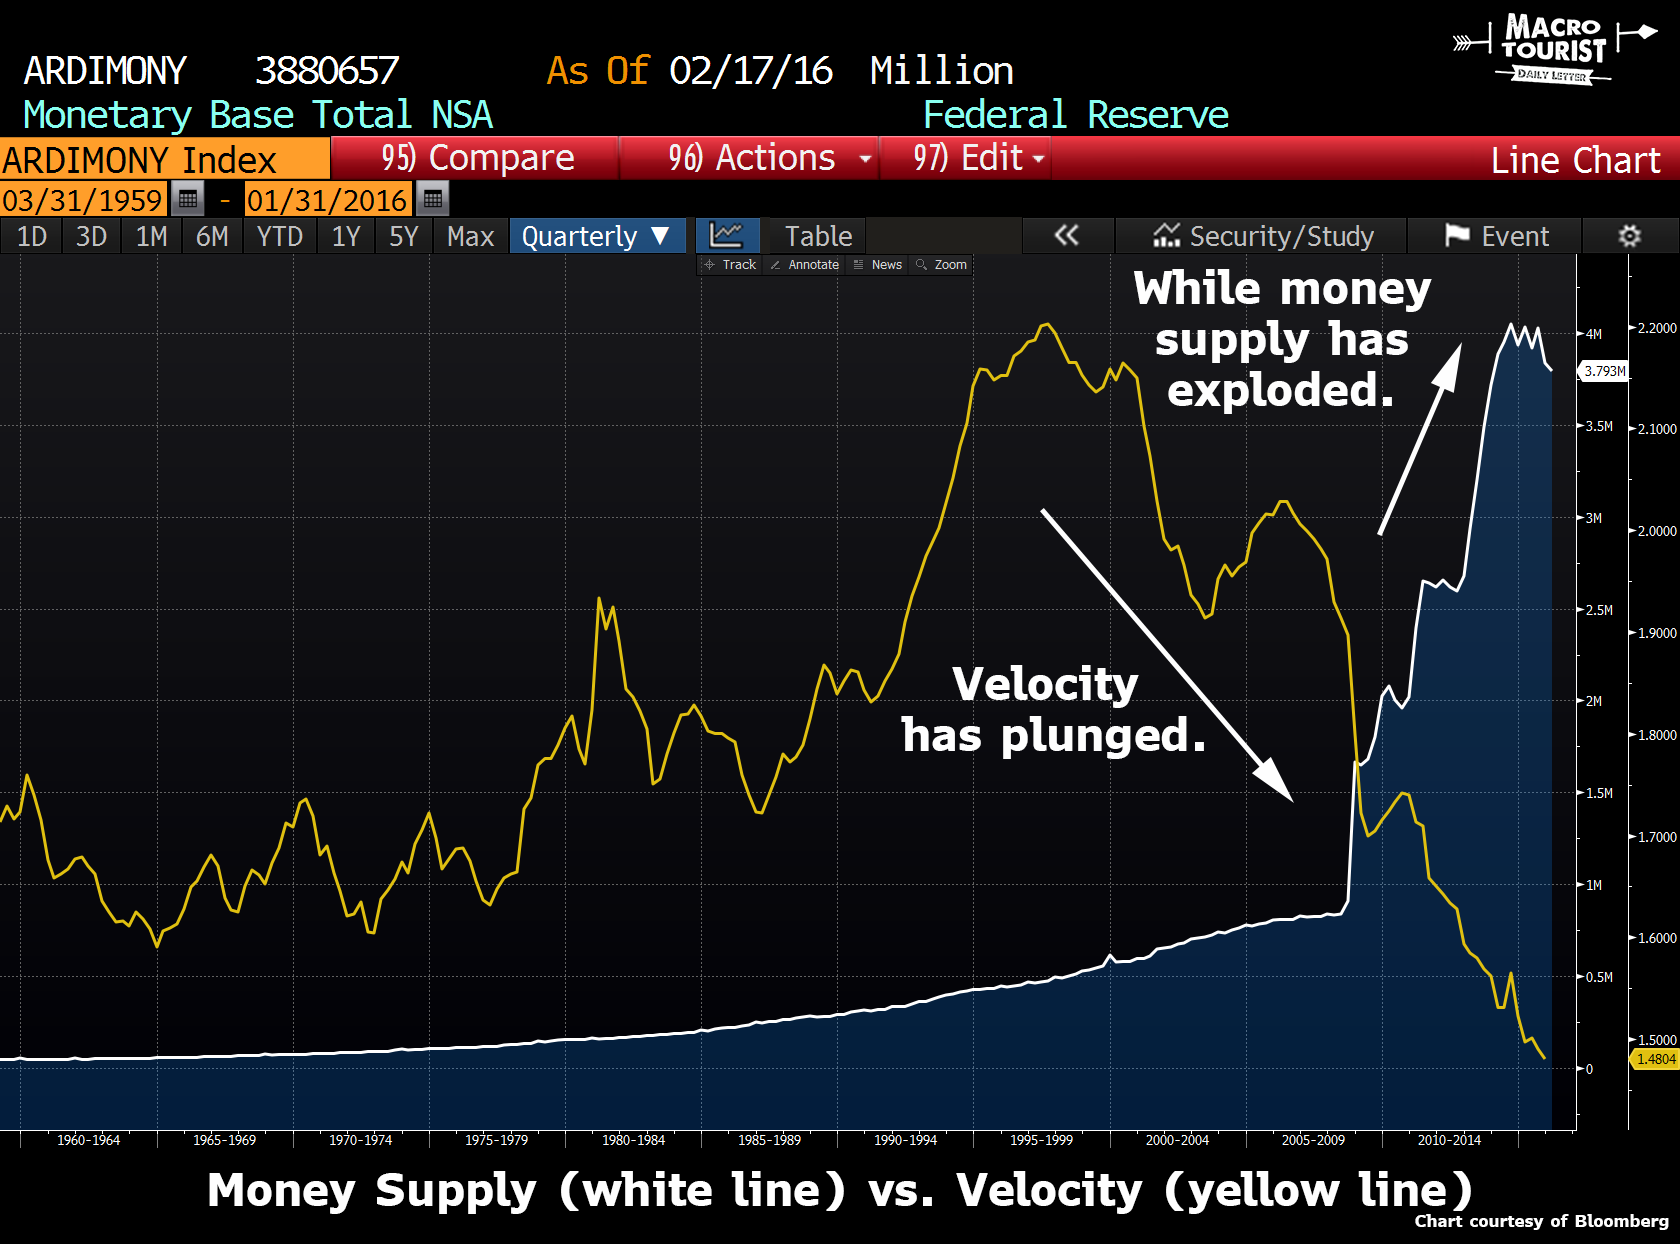 MACRO
TOURIST
DAILY LETTER
ARDIMONY 3880657 As Of 02/17/16 Million
Monetary Base Total NSA Federal Reserve
ARDIMONY Index 95) Compare 96) Actions 97) Edit Line Chart
03/31/1959 - 01/31/2016
1D 3D 1M 6M YTD 1Y 5Y Max Quarterly ▼ Table « Security/Study Event
Track Annotate News Zoom
While money
supply has
exploded.
Velocity
has plunged.
4M
3.793M
3.5M
3M
2.5M
2M
1.5M
1M
0.5M
0
2.2000
2.1000
2.0000
1.9000
1.8000
1.7000
1.6000
1.5000
1.4804
1960-1964 1965-1969 1970-1974 1975-1979 1980-1984 1985-1989 1990-1994 1995-1999 2000-2004 2005-2009 2010-2014
Money Supply (white line) vs. Velocity (yellow line)
Chart courtesy of Bloomberg